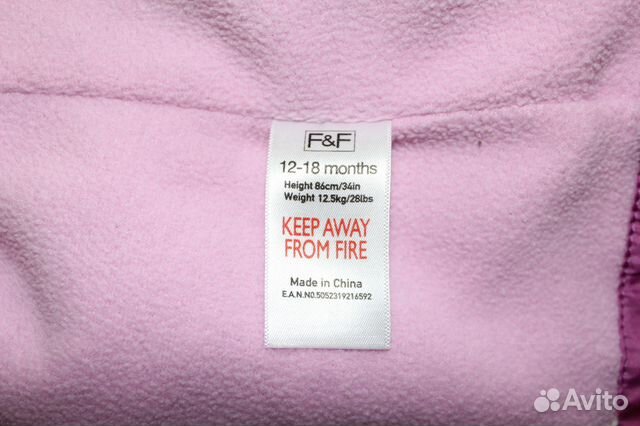 F&F
12-18 months
Height 86cm/34in
Weight 12.5kg/28lbs
KEEP AWAY
FROM FIRE
Made in China
E.A.N.N0.5052319216592
Avito